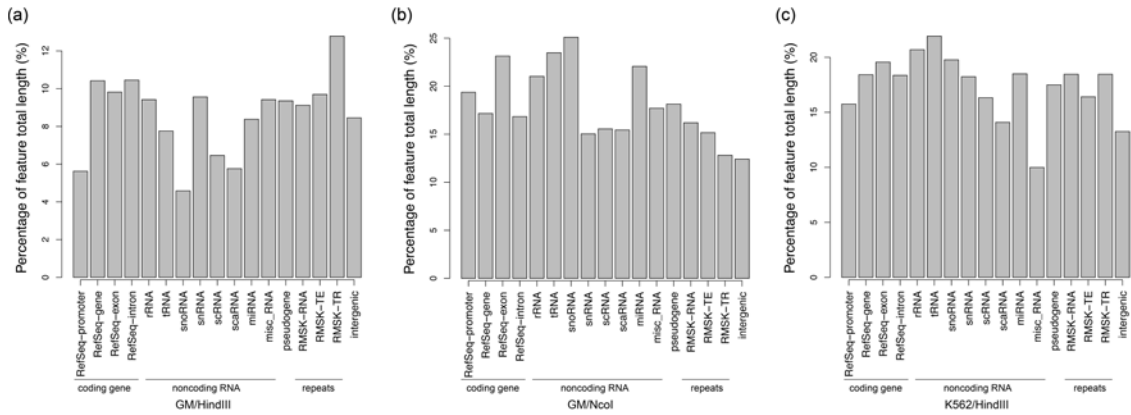 (a)
Percentage of feature total length (%)
0
2
4
6
8
10
12
RefSeq−promoter
RefSeq−gene
RefSeq−exon
RefSeq−intron
rRNA
tRNA
snoRNA
snRNA
scRNA
scaRNA
miRNA
misc_RNA
pseudogene
RMSK−RNA
RMSK−TE
RMSK−TR
intergenic
coding gene
noncoding RNA
repeats
GM/HindIII
(b)
Percentage of feature total length (%)
0
5
10
15
20
25
RefSeq−promoter
RefSeq−gene
RefSeq−exon
RefSeq−intron
rRNA
tRNA
snoRNA
snRNA
scRNA
scaRNA
miRNA
misc_RNA
pseudogene
RMSK−RNA
RMSK−TE
RMSK−TR
intergenic
coding gene
noncoding RNA
repeats
GM/NcoI
(c)
Percentage of feature total length (%)
0
5
10
15
20
RefSeq−promoter
RefSeq−gene
RefSeq−exon
RefSeq−intron
rRNA
tRNA
snoRNA
snRNA
scRNA
scaRNA
miRNA
misc_RNA
pseudogene
RMSK−RNA
RMSK−TE
RMSK−TR
intergenic
coding gene
noncoding RNA
repeats
K562/HindIII